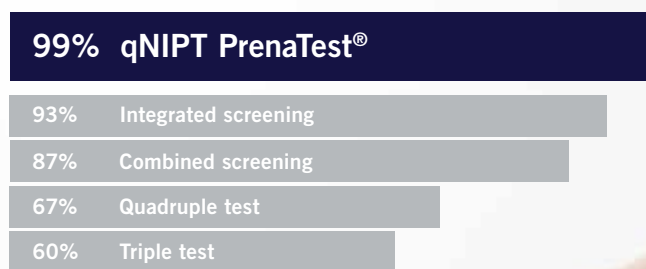 99% qNIPT PrenaTest®
93% Integrated screening
87% Combined screening
67% Quadruple test
60% Triple test